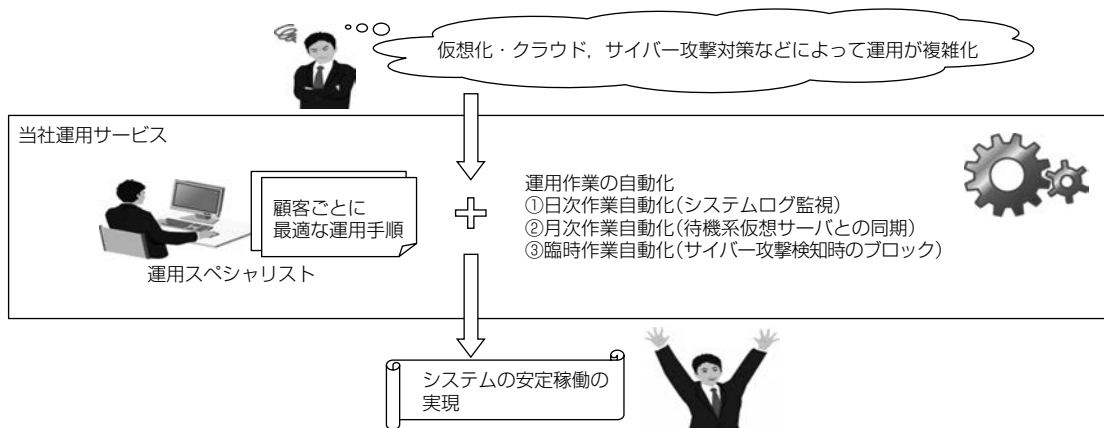 仮想化・クラウド，サイバー攻撃対策などによって運用が複雑化
当社運用サービス
顧客ごとに
最適な運用手順
運用スペシャリスト
運用作業の自動化
①日次作業自動化(システムログ監視)
②月次作業自動化(待機系仮想サーバとの同期)
③臨時作業自動化(サイバー攻撃検知時のブロック)
システムの安定稼働の
実現